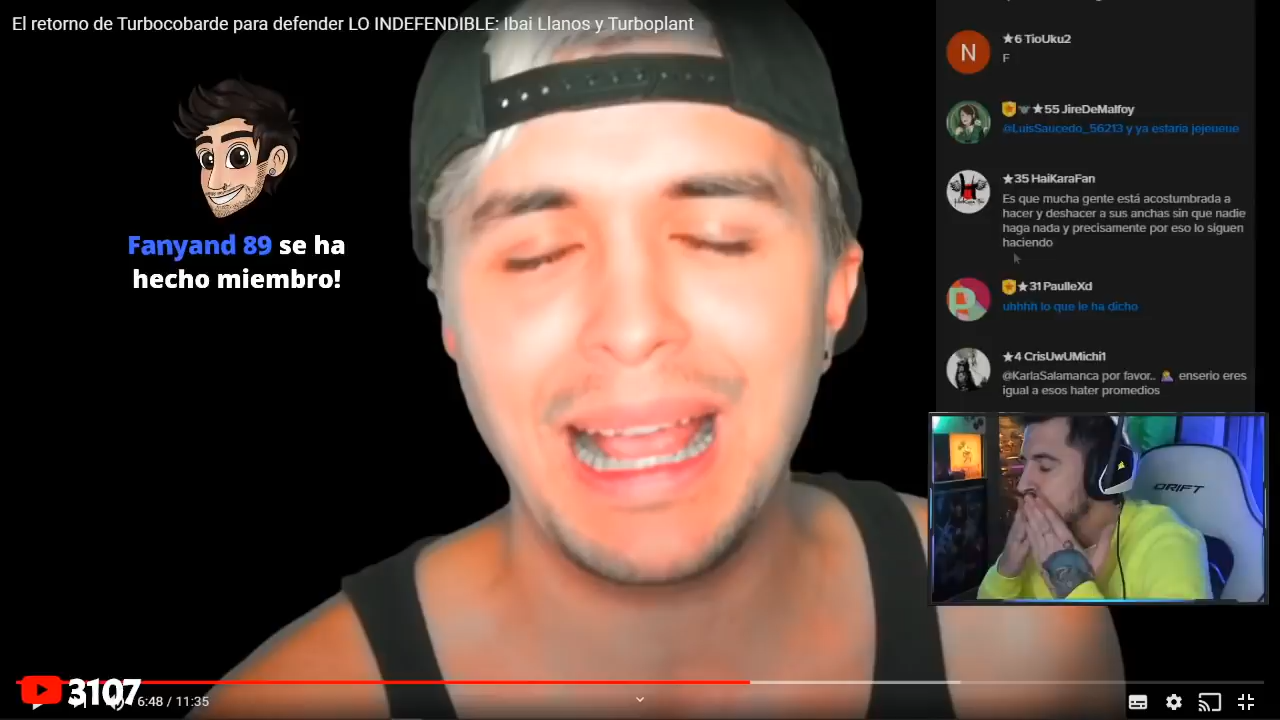 El retorno de Turbocobarde para defender LO INDEFENDIBLE: Ibai Llanos y Turboplant
Fanyand 89 se ha
hecho miembro!
N
★6 TioUku2
F
★55 JireDeMalfoy
@LuisSaucedo_56213 y ya estaria jejeueue
★35 HaiKaraFan
Es que mucha gente está acostumbrada a
hacer y deshacer a sus anchas sin que nadie
haga nada y precisamente por eso lo siguen
haciendo
★31 PaulleXd
uhhhh lo que le ha dicho
★4 CrisUwUMichi1
@KarlaSalamanca por favor.. 🤷‍♀️ enserio eres
igual a esos hater promedios
DRIFT
3107
6:48 / 11:35